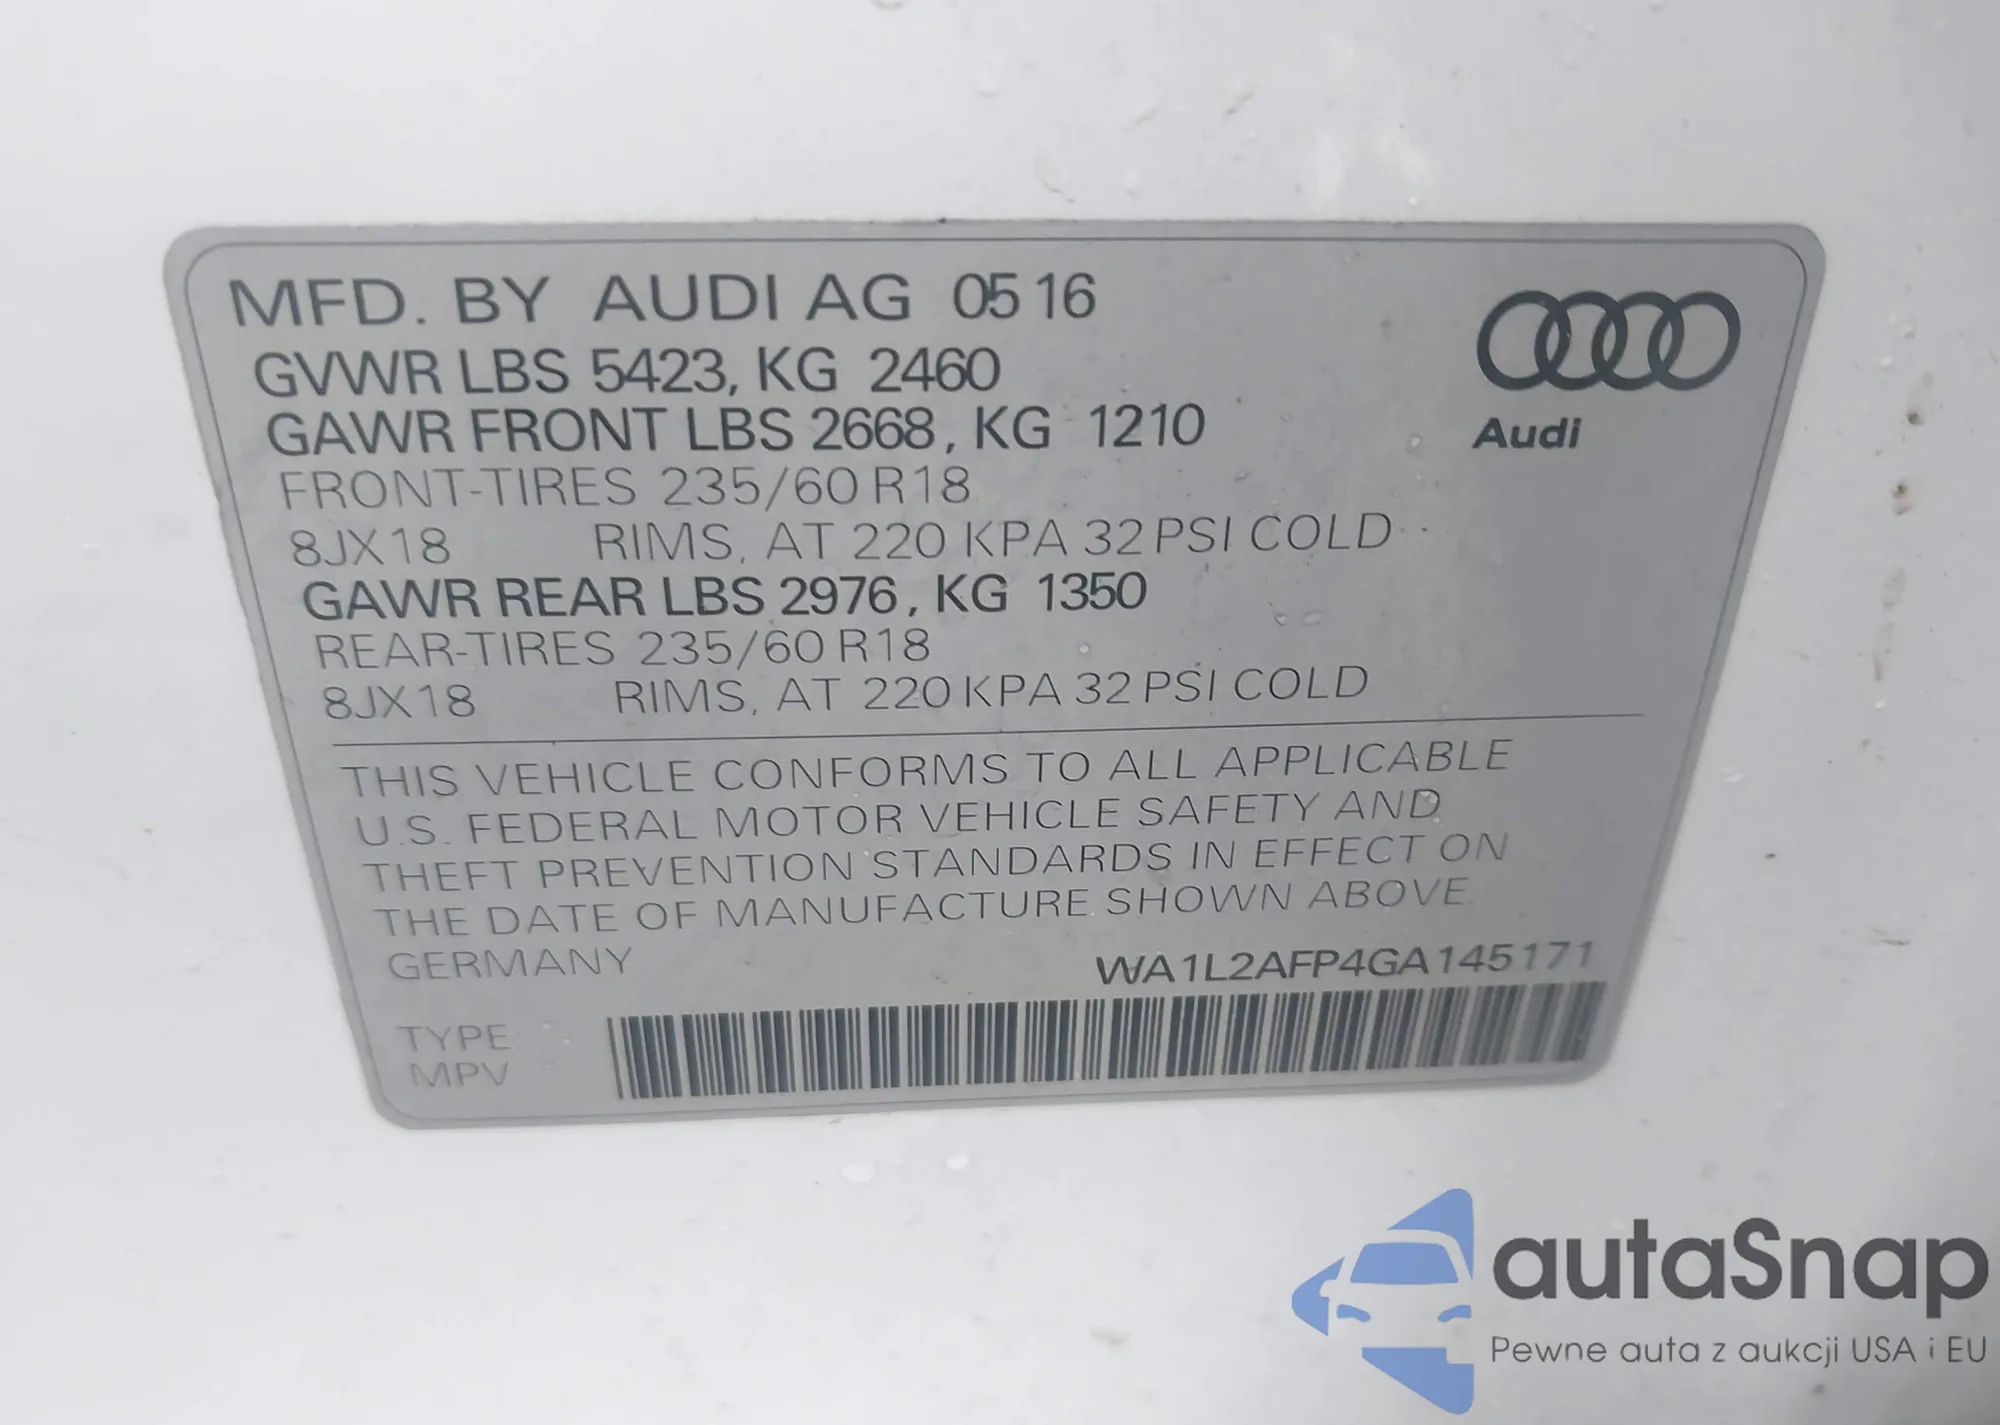 MFD. BY AUDI AG 05 16
GVWR LBS 5423, KG 2460
GAWR FRONT LBS 2668, KG 1210
FRONT-TIRES 235/60 R18
8JX18 RIMS, AT 220 KPA 32 PSI COLD
GAWR REAR LBS 2976, KG 1350
REAR-TIRES 235/60 R18
8JX18 RIMS, AT 220 KPA 32 PSI COLD
Audi
THIS VEHICLE CONFORMS TO ALL APPLICABLE
U.S. FEDERAL MOTOR VEHICLE SAFETY AND
THEFT PREVENTION STANDARDS IN EFFECT ON
THE DATE OF MANUFACTURE SHOWN ABOVE.
GERMANY WA1L2AFP4GA145171
TYPE:
MPV
autaSnap
Pewne auta z aukcji USA i EU